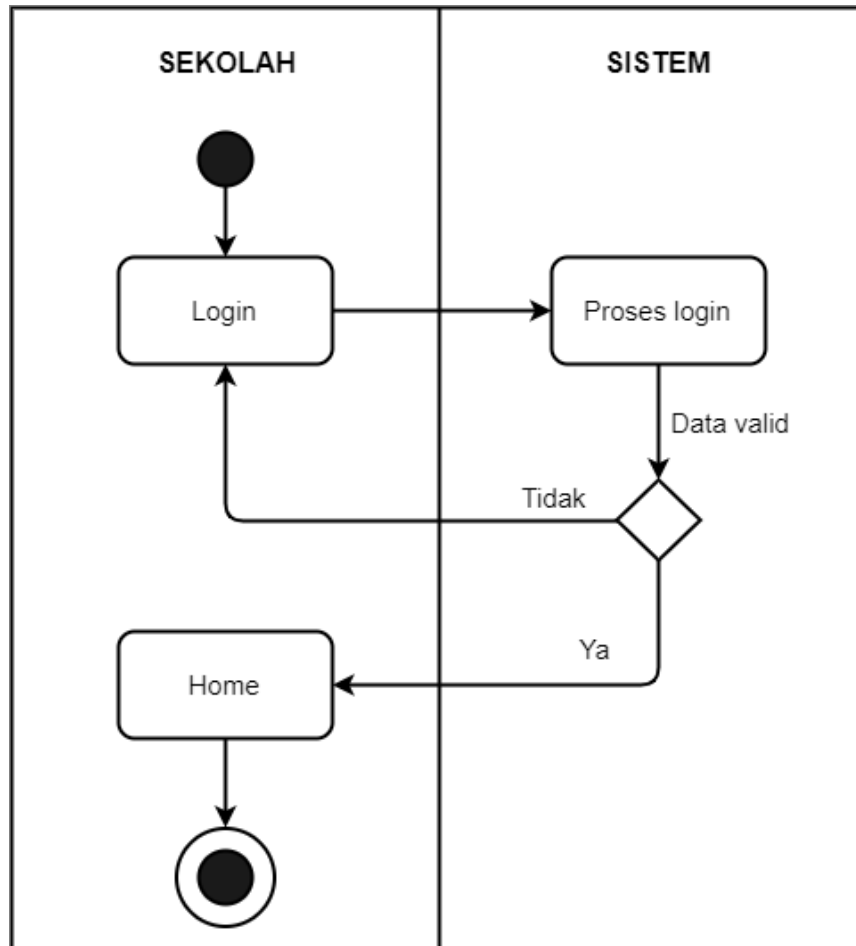 SEKOLAH
SISTEM
Login
Proses login
Data valid
Tidak
Ya
Home